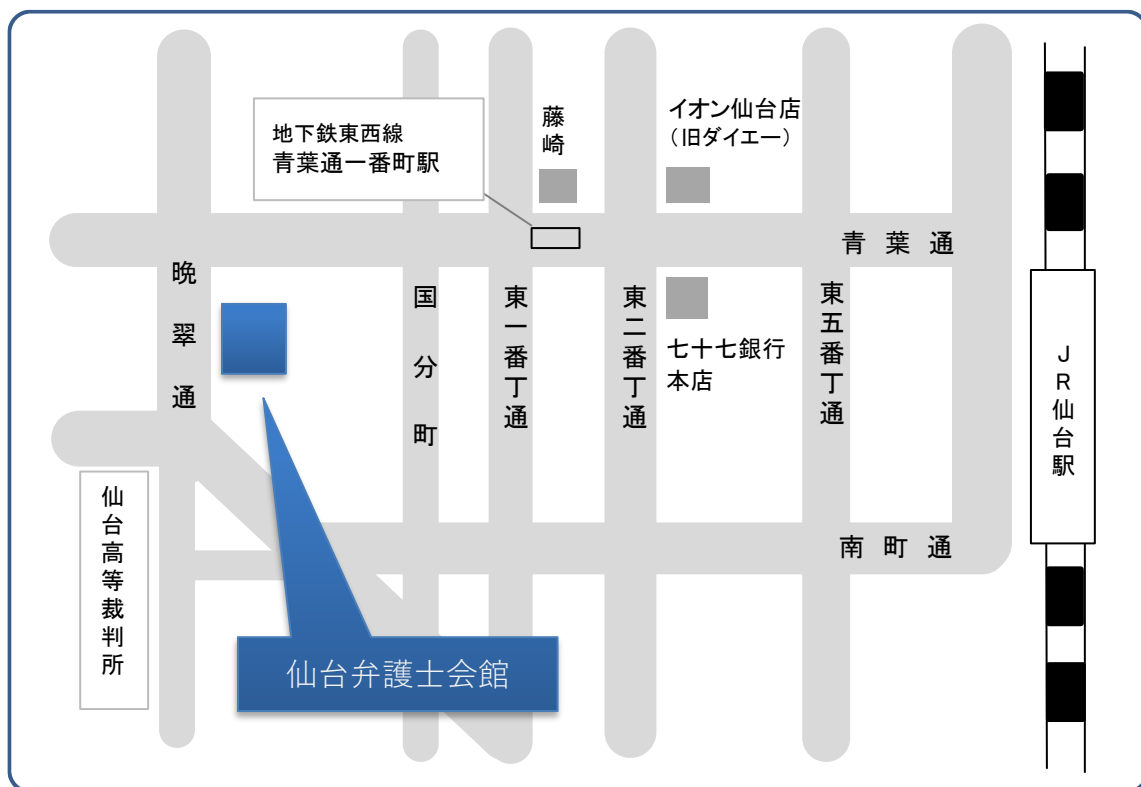 地下鉄東西線
青葉通一番町駅
藤崎
イオン仙台店
（旧ダイエー）
青葉通
晩翠通
国分町
東一番丁通
東二番丁通
七十七銀行
本店
東五番丁通
JR仙台駅
仙台高等裁判所
南町通
仙台弁護士会館